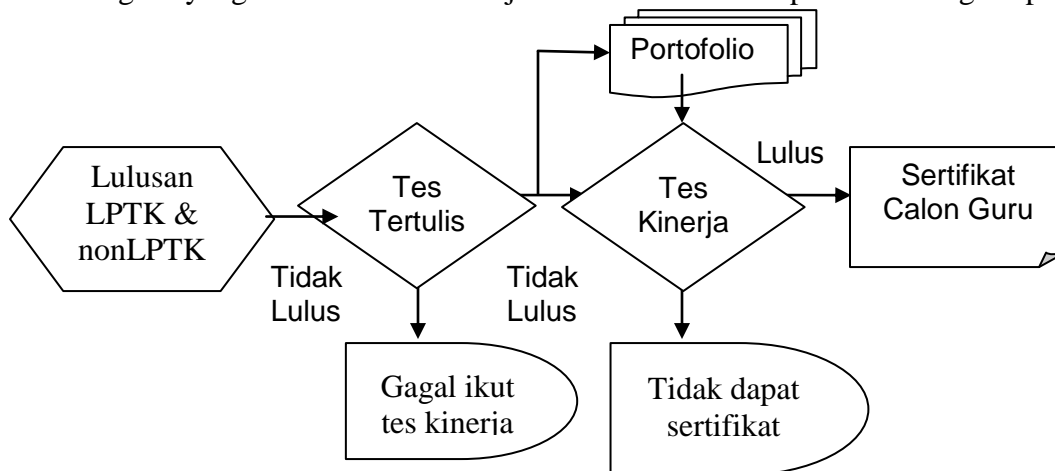 Portofolio
Lulusan
LPTK &
nonLPTK
Tes
Tertulis
Tes
Kinerja
Lulus
Sertifikat
Calon Guru
Tidak
Lulus
Tidak
Lulus
Gagal ikut
tes kinerja
Tidak dapat
sertifikat